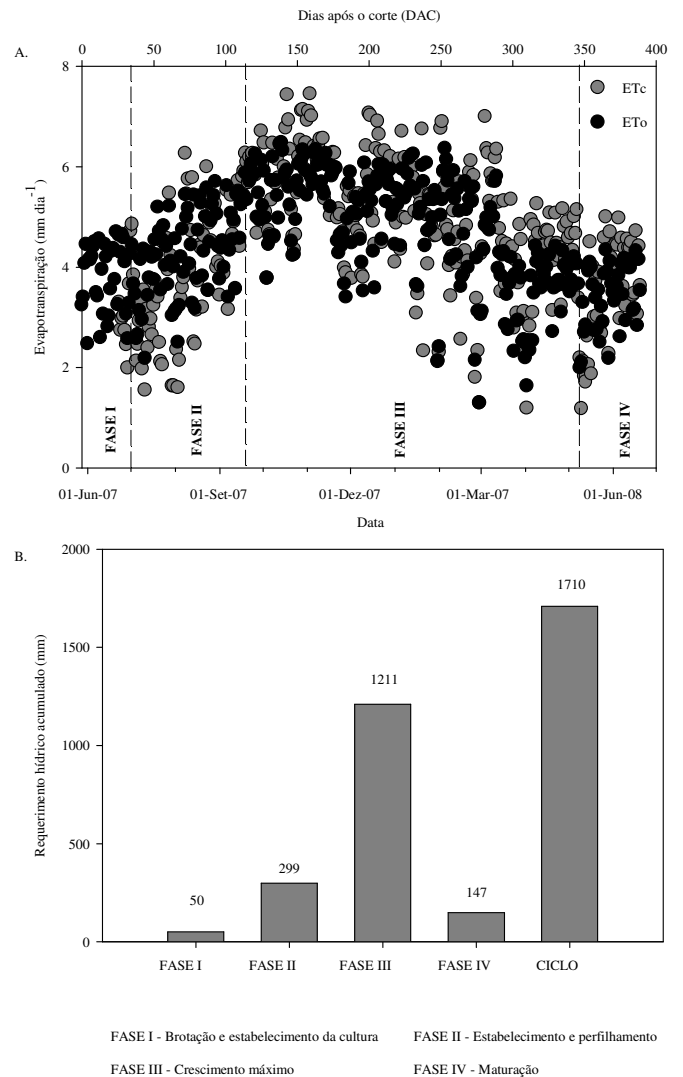 Dias após o corte (DAC)
A.
0 50 100 150 200 250 300 350 400
8
6
4
2
0
Evapotranspiração (mm dia⁻¹)
ETc
ETo
FASE I
FASE II
FASE III
FASE IV
01-Jun-07 01-Set-07 01-Dez-07 01-Mar-07 01-Jun-08
Data
B.
2000
1500
1000
500
0
Requerimento hídrico acumulado (mm)
50
299
1211
147
1710
FASE I FASE II FASE III FASE IV CICLO
FASE I - Brotação e estabelecimento da cultura FASE II - Estabelecimento e perfilhamento
FASE III - Crescimento máximo FASE IV - Maturação